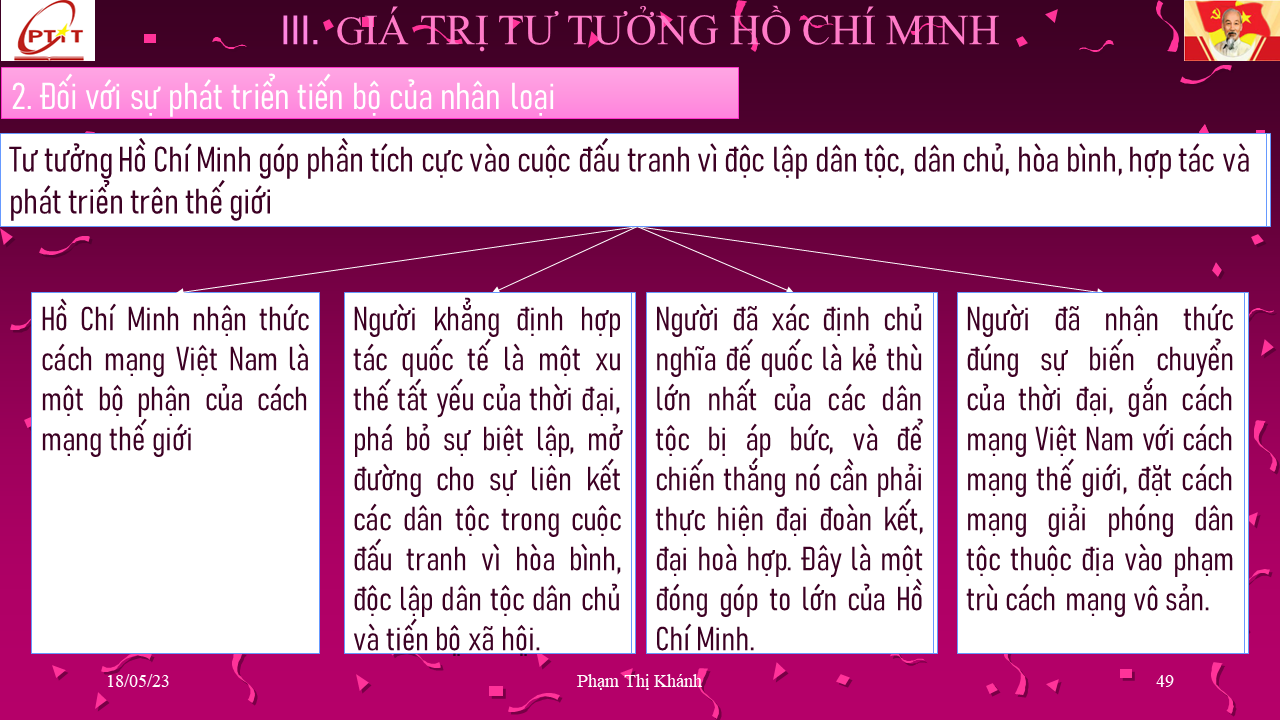 PTIT
III. GIÁ TRỊ TƯ TƯỞNG HỒ CHÍ MINH
2. Đối với sự phát triển tiến bộ của nhân loại
Tư tưởng Hồ Chí Minh góp phần tích cực vào cuộc đấu tranh vì độc lập dân tộc, dân chủ, hòa bình, hợp tác và
phát triển trên thế giới
Hồ Chí Minh nhận thức
cách mạng Việt Nam là
một bộ phận của cách
mạng thế giới
Người khẳng định hợp
tác quốc tế là một xu
thế tất yếu của thời đại,
phá bỏ sự biệt lập, mở
đường cho sự liên kết
các dân tộc trong cuộc
đấu tranh vì hòa bình,
độc lập dân tộc dân chủ
và tiến bộ xã hội.
Người đã xác định chủ
nghĩa đế quốc là kẻ thù
lớn nhất của các dân
tộc bị áp bức, và để
chiến thắng nó cần phải
thực hiện đại đoàn kết,
đại hoà hợp. Đây là một
đóng góp to lớn của Hồ
Chí Minh.
Người đã nhận thức
đúng sự biến chuyển
của thời đại, gắn cách
mạng Việt Nam với cách
mạng thế giới, đặt cách
mạng giải phóng dân
tộc thuộc địa vào phạm
trù cách mạng vô sản.
18/05/23
Phạm Thị Khánh
49